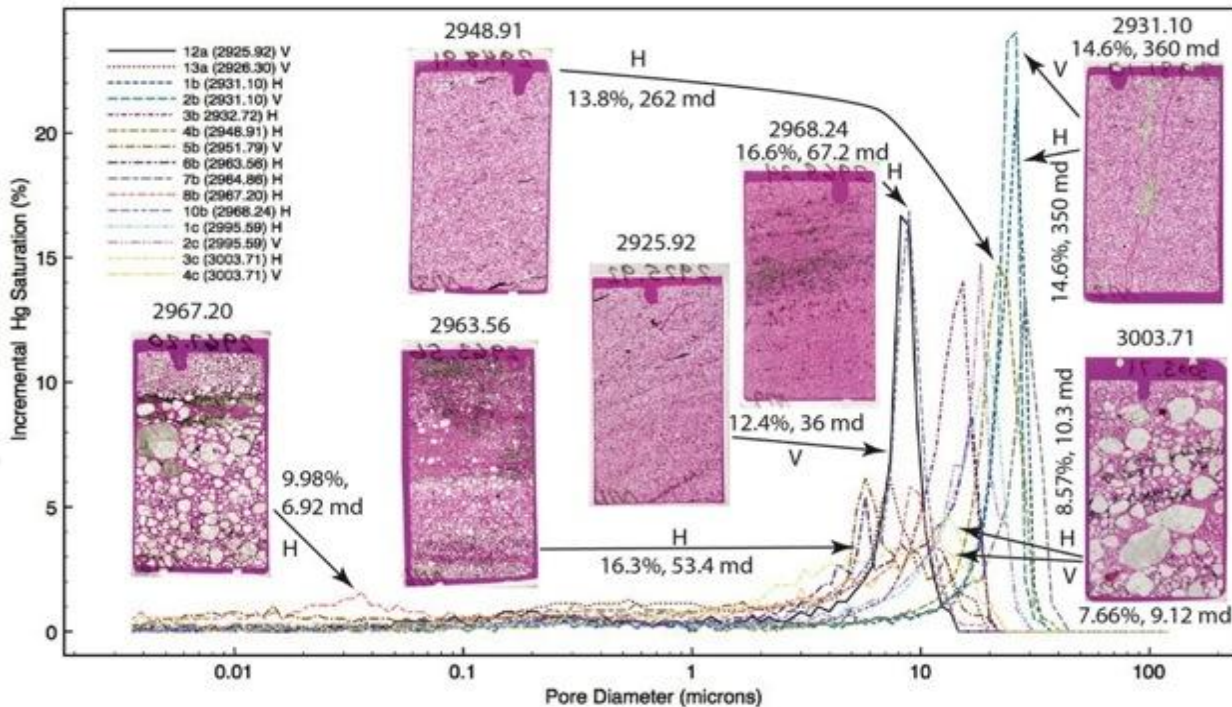 2948.91
2931.10
14.6%, 360 md
12a (2925.92) V
13a (2926.30) V
1b (2931.10) H
2b (2931.10) V
3b 2932.72) H
4b (2948.91) H
5b (2951.79) V
6b (2963.56) H
7b (2964.86) H
8b (2967.20) H
10b (2968.24) H
1c (2995.59) H
2c (2995.59) V
3c (3003.71) H
4c (3003.71) V
H
13.8%, 262 md
2968.24
16.6%, 67.2 md
H
V
H
14.6%, 350 md
2925.92
2967.20
2963.56
3003.71
12.4%, 36 md
V
9.98%,
6.92 md
H
H
16.3%, 53.4 md
8.57%, 10.3 md
H
V
7.66%, 9.12 md
Incremental Hg Saturation (%)
20
15
10
5
0
0.01
0.1
1
10
100
Pore Diameter (microns)